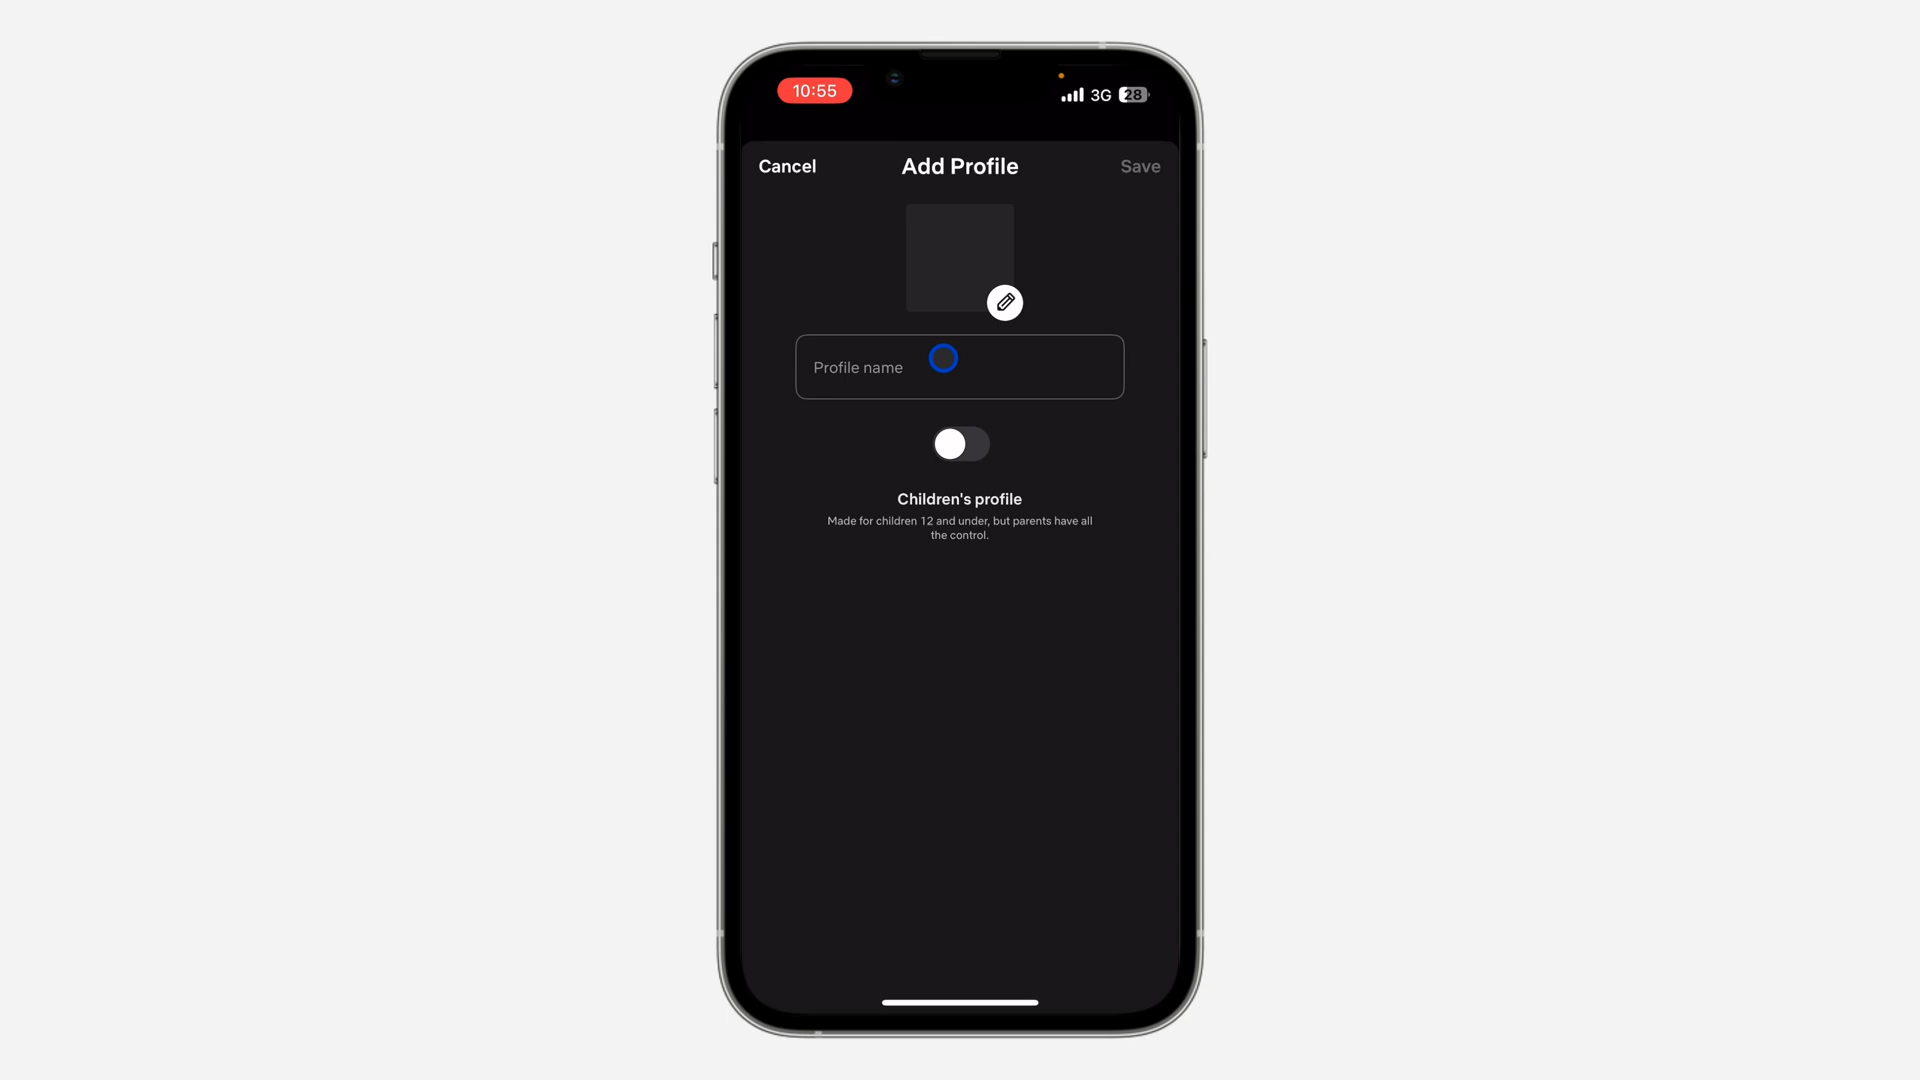 10:55
3G 28
Cancel Add Profile Save
Profile name
Children's profile
Made for children 12 and under, but parents have all
the control.